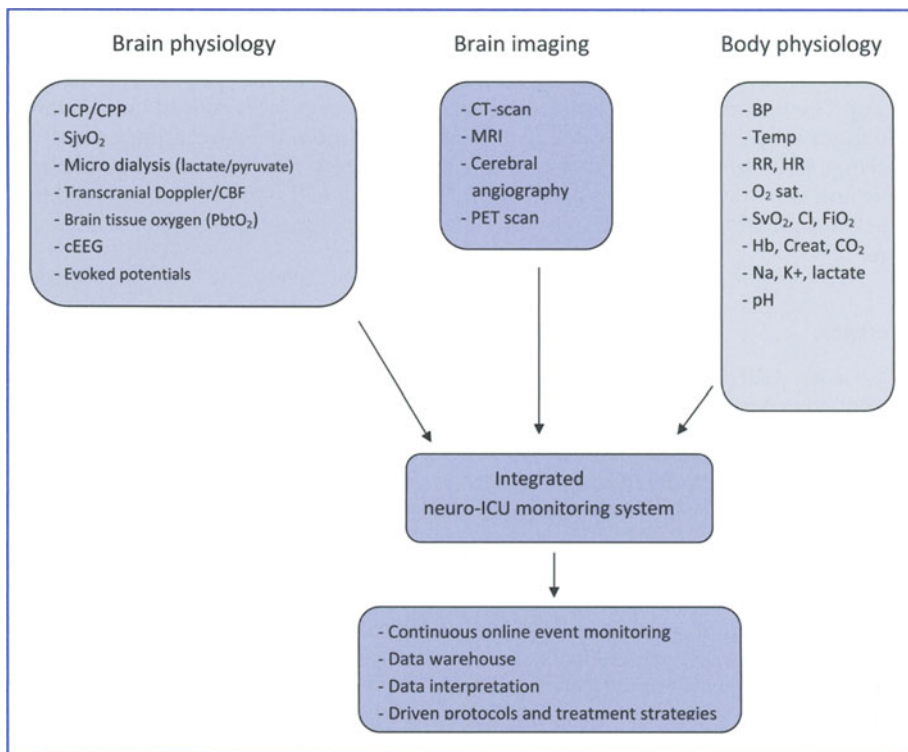 Brain physiology
- ICP/CPP
- SjvO₂
- Micro dialysis (lactate/pyruvate)
- Transcranial Doppler/CBF
- Brain tissue oxygen (PbtO₂)
- cEEG
- Evoked potentials
Brain imaging
- CT-scan
- MRI
- Cerebral
angiography
- PET scan
Body physiology
- BP
- Temp
- RR, HR
- O₂ sat.
- SvO₂, CI, FiO₂
- Hb, Creat, CO₂
- Na, K+, lactate
- pH
Integrated
neuro-ICU monitoring system
- Continuous online event monitoring
- Data warehouse
- Data interpretation
- Driven protocols and treatment strategies